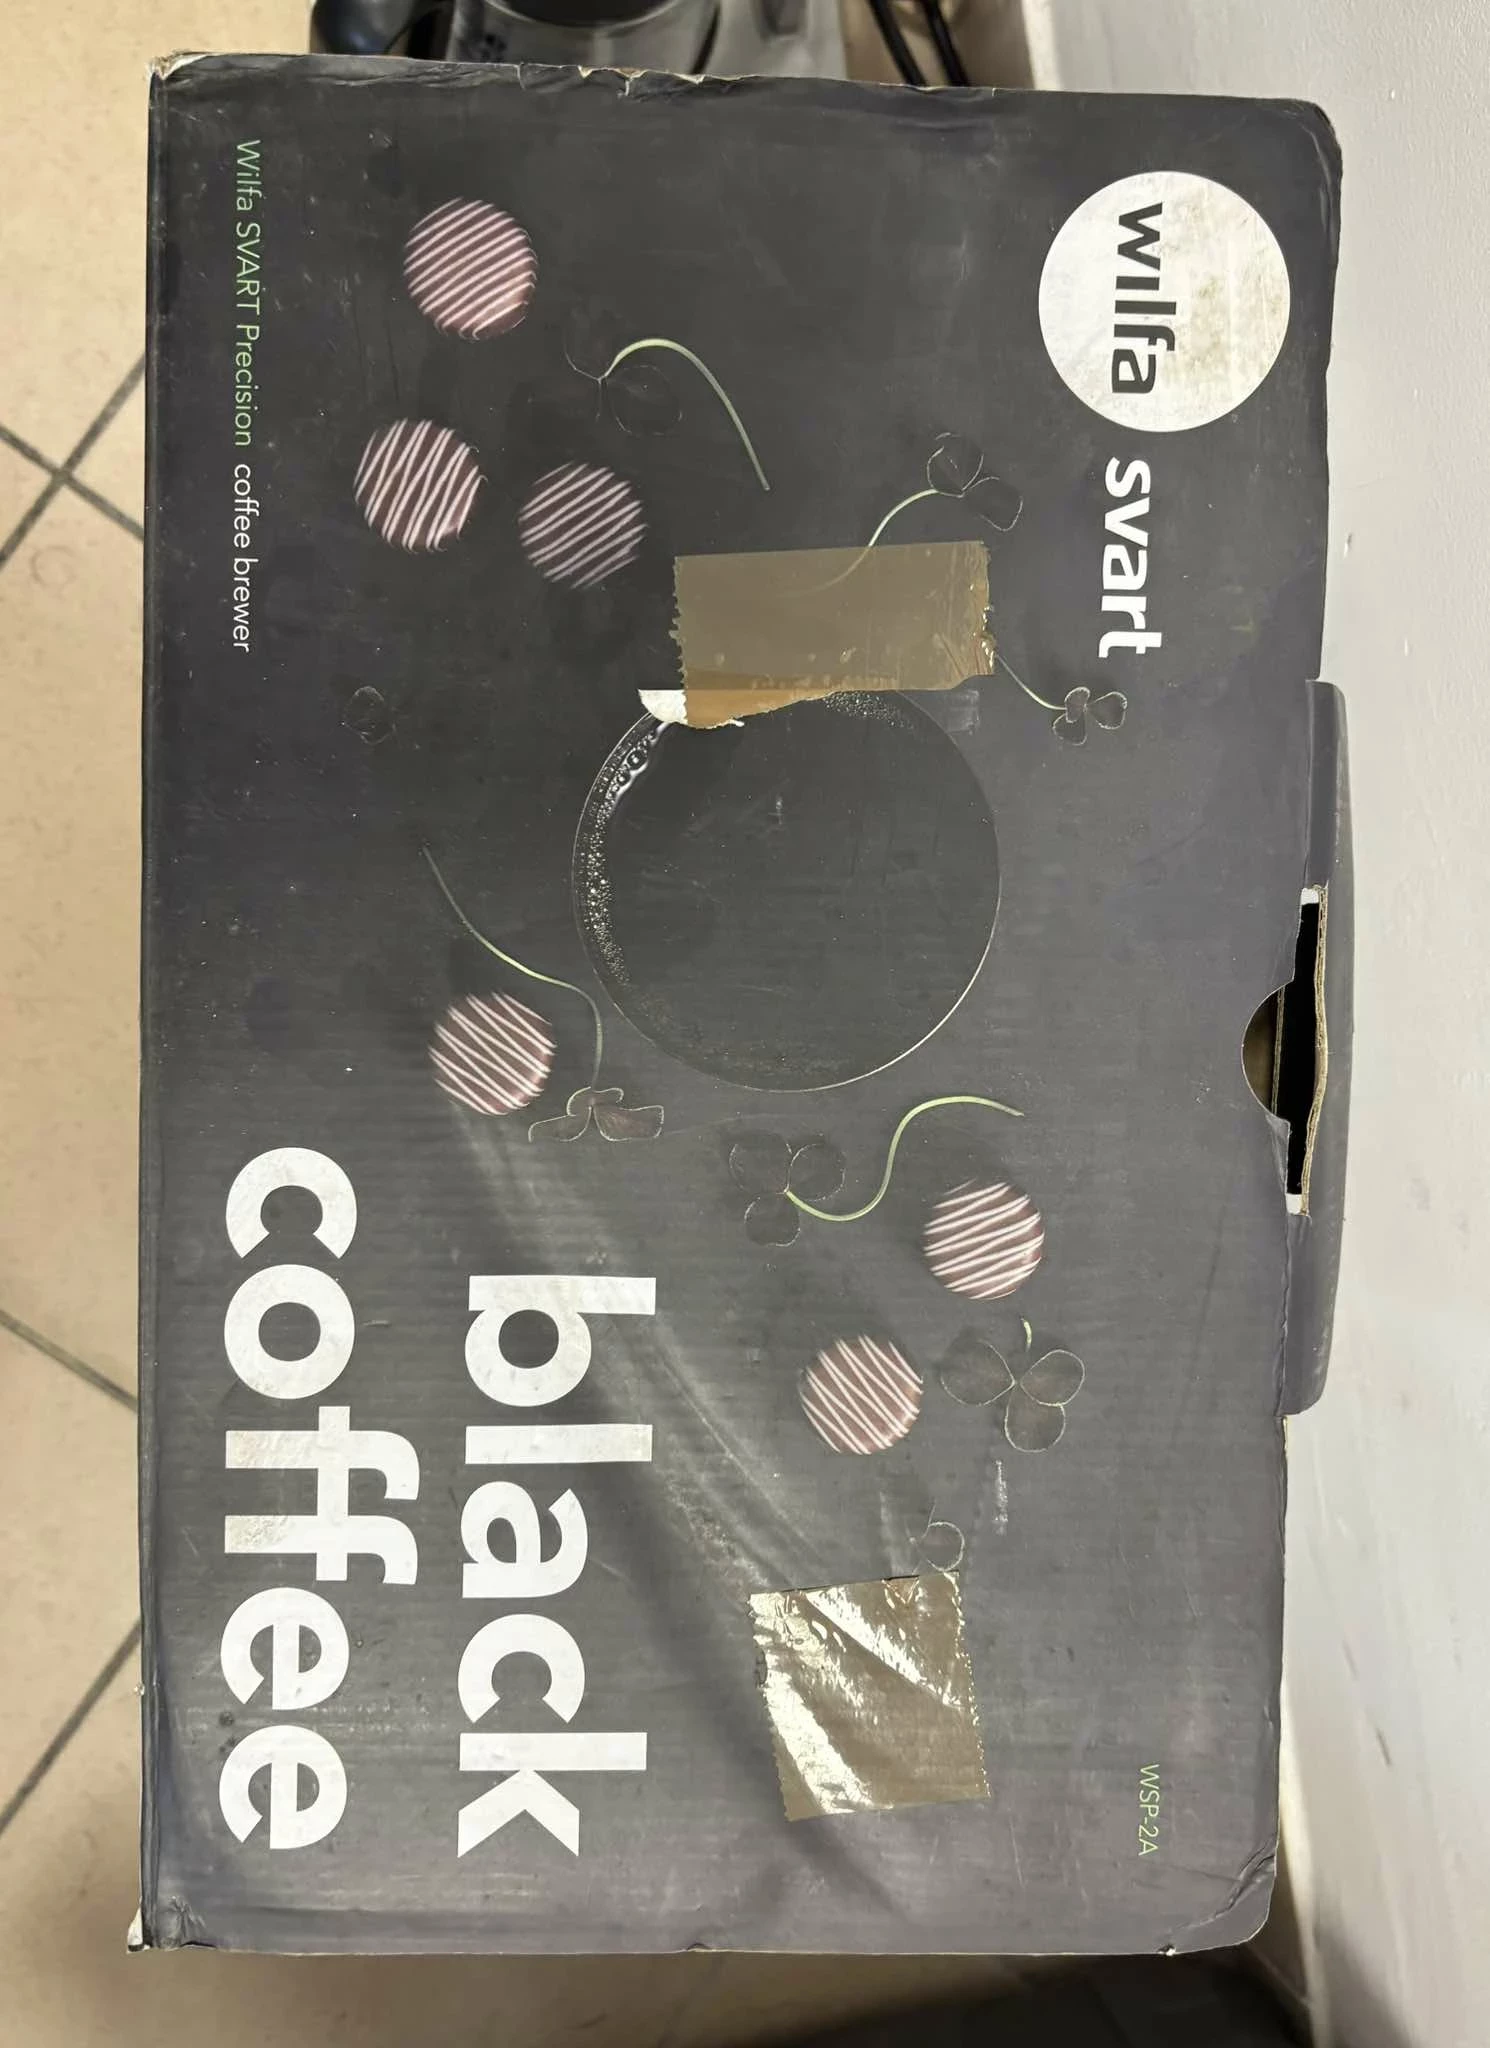 wilfa svart
WSP-2A
black
coffee
Wilfa SVART Precision coffee brewer